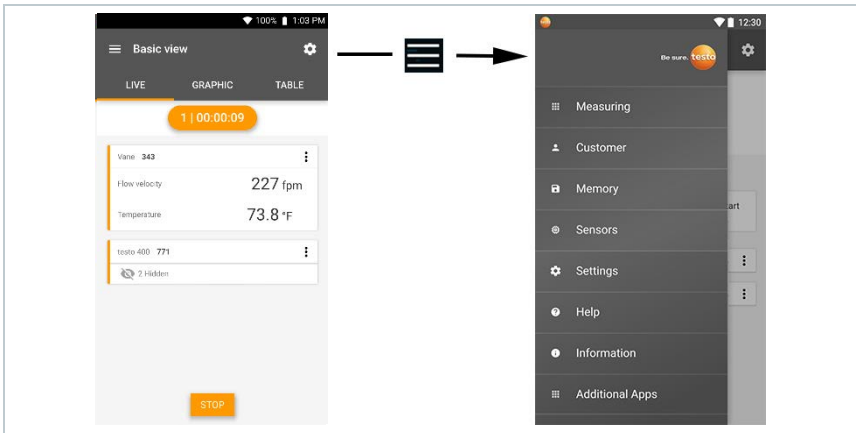 100% 1:03 PM
Basic view
LIVE GRAPHIC TABLE
1 | 00:00:09
Vane 343
Flow velocity 227 fpm
Temperature 73.8 °F
testo 400 771
2 Hidden
STOP
12:30
Be sure. testo
Measuring
Customer
Memory
Sensors
Settings
Help
Information
Additional Apps
art